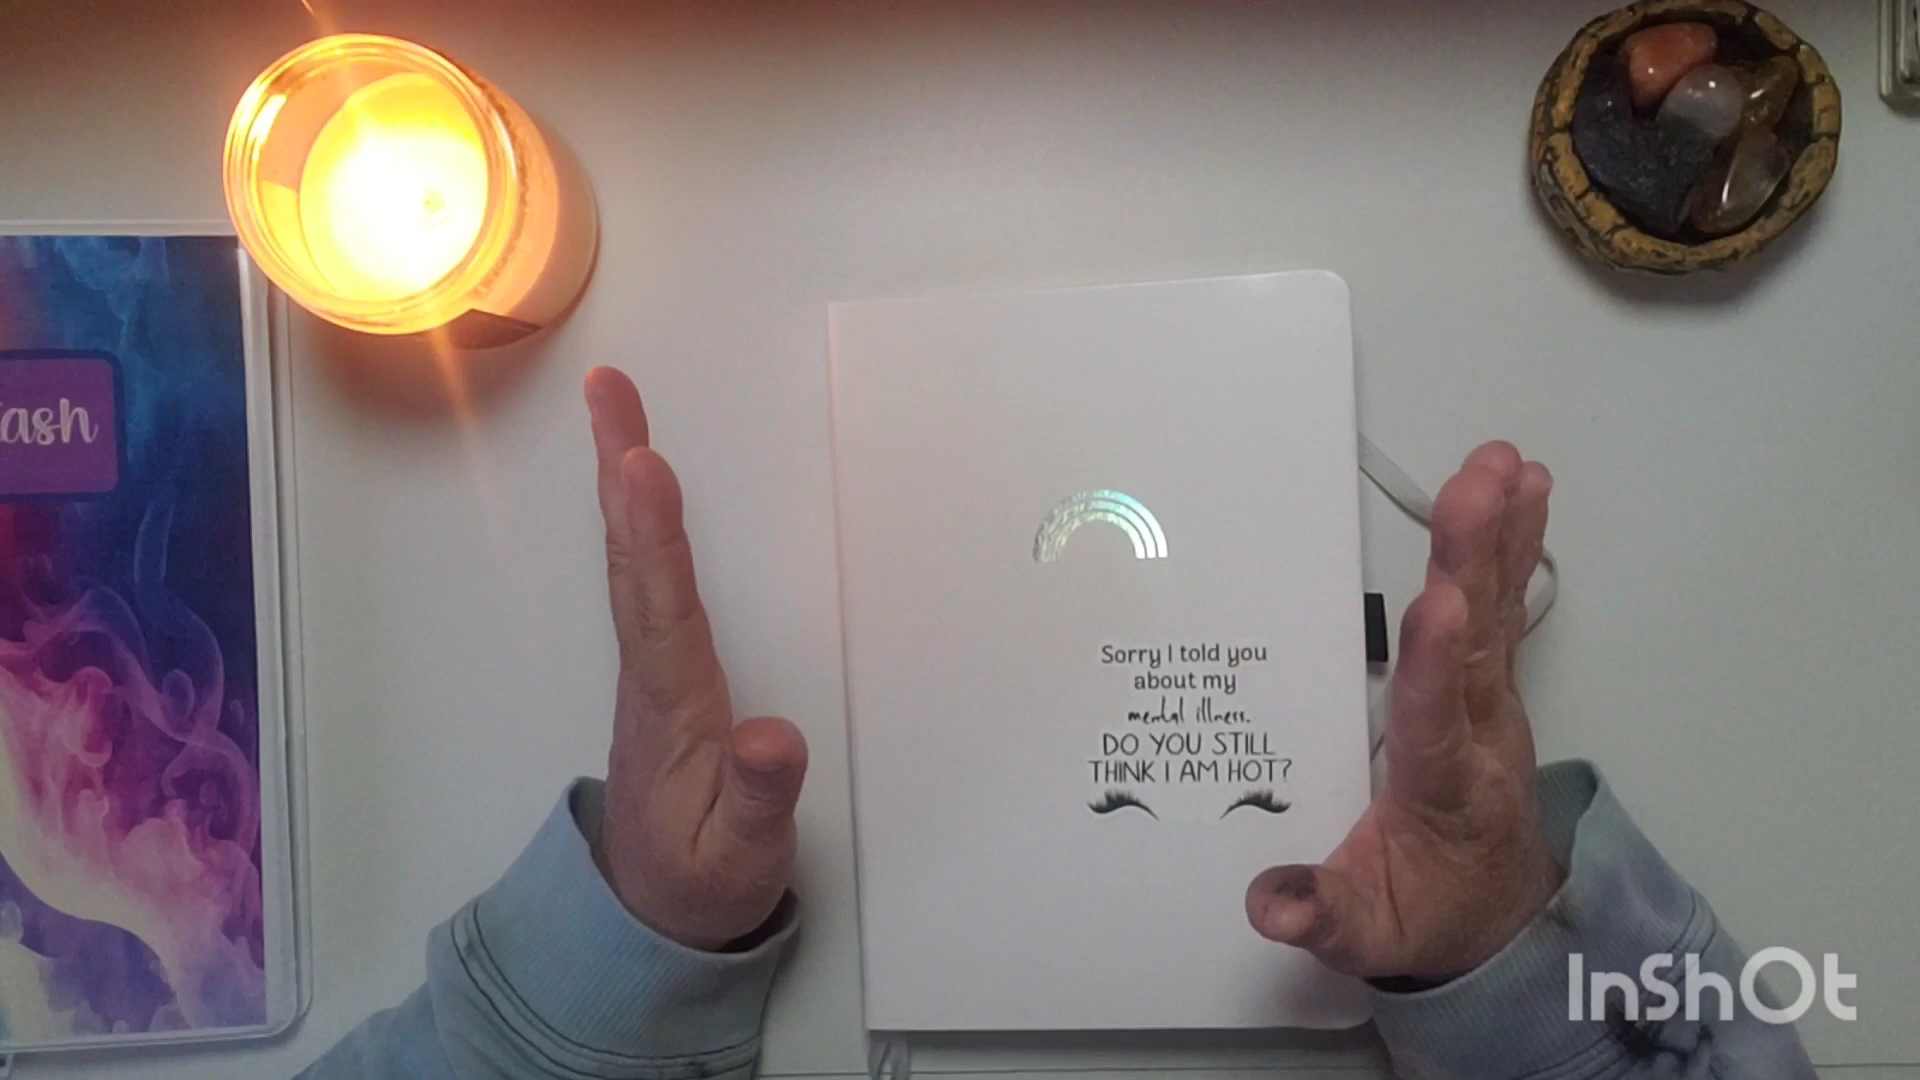 ash
Sorry I told you
about my
mental illness.
DO YOU STILL
THINK I AM HOT?
InShOt